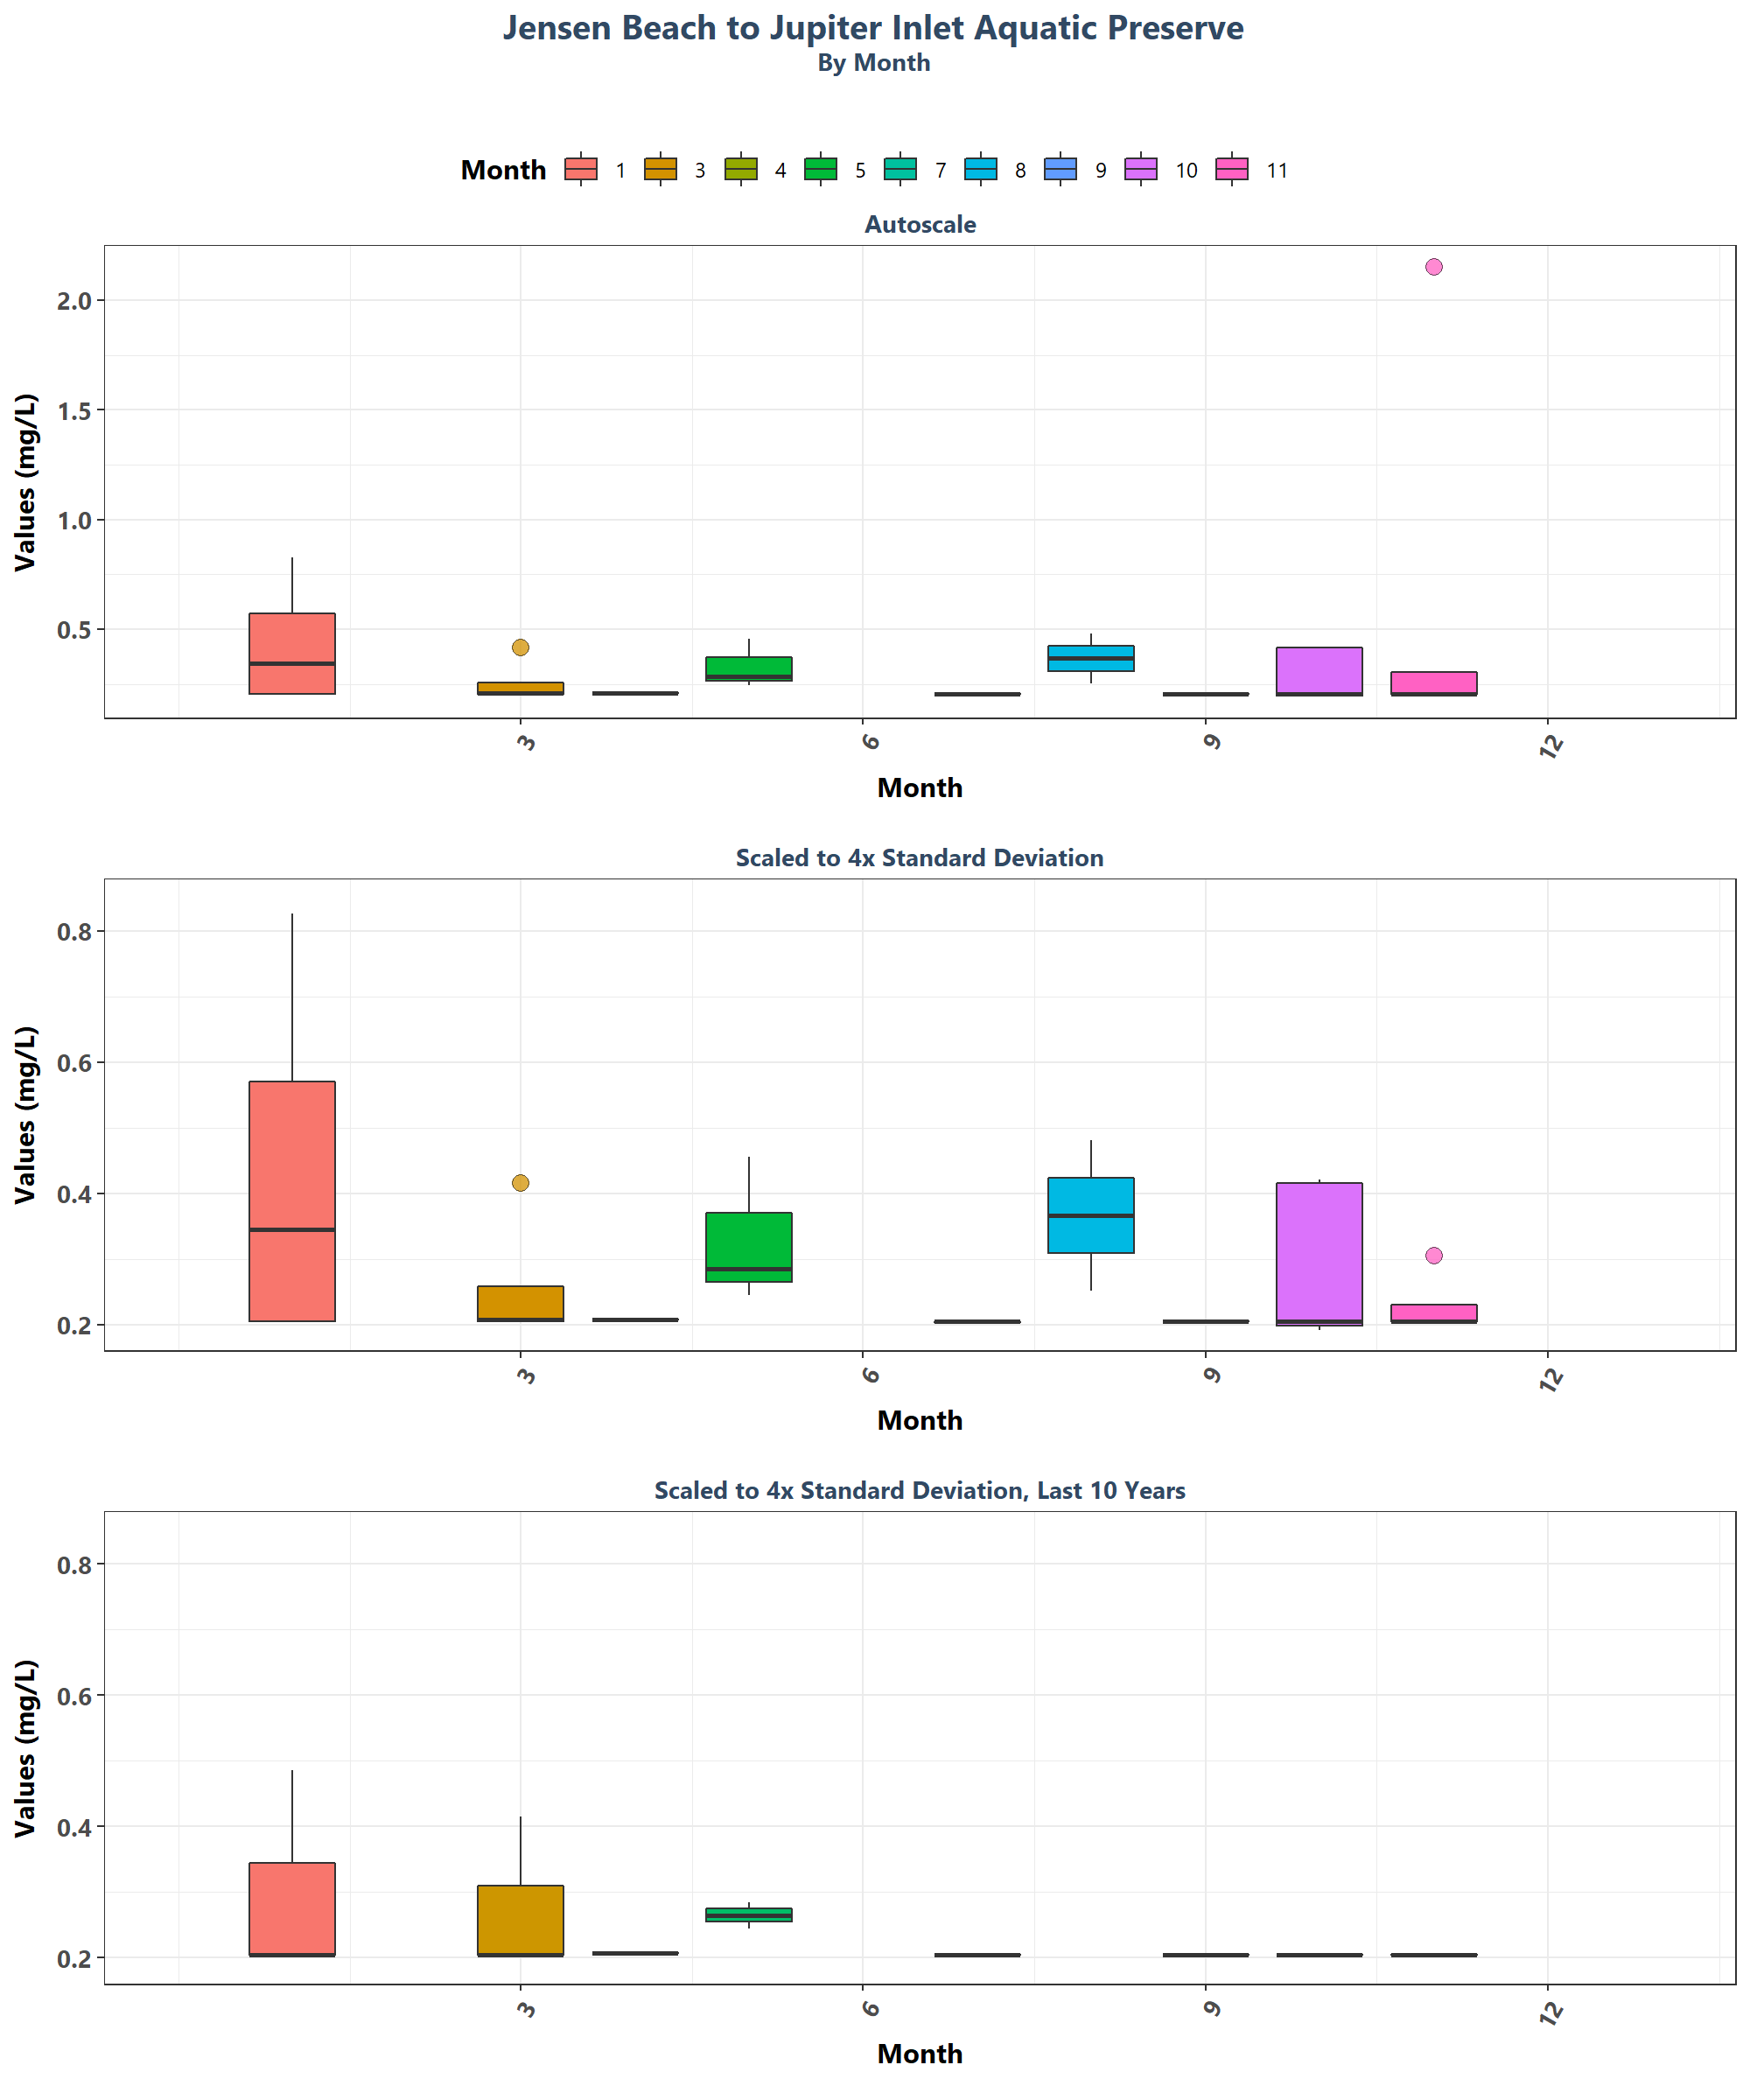 Jensen Beach to Jupiter Inlet Aquatic Preserve
By Month
Month 1 3 4 5 7 8 9 10 11
Autoscale
Values (mg/L)
2.0
1.5
1.0
0.5
3 6 9 12
Month
Scaled to 4x Standard Deviation
Values (mg/L)
0.8
0.6
0.4
0.2
3 6 9 12
Month
Scaled to 4x Standard Deviation, Last 10 Years
Values (mg/L)
0.8
0.6
0.4
0.2
3 6 9 12
Month